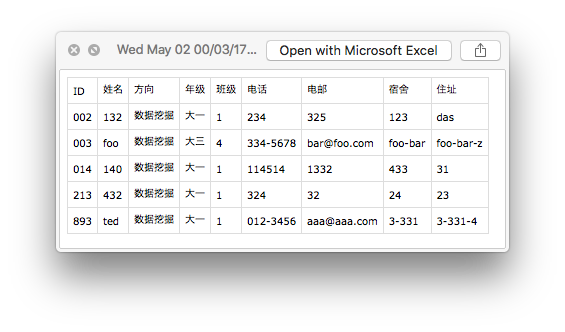 Wed May 02 00/03/17... Open with Microsoft Excel
ID 姓名 方向 年级 班级 电话 电邮 宿舍 住址
002 132 数据挖掘 大一 1 234 325 123 das
003 foo 数据挖掘 大三 4 334-5678 bar@foo.com foo-bar foo-bar-z
014 140 数据挖掘 大一 1 114514 1332 433 31
213 432 数据挖掘 大一 1 324 32 24 23
893 ted 数据挖掘 大一 1 012-3456 aaa@aaa.com 3-331 3-331-4